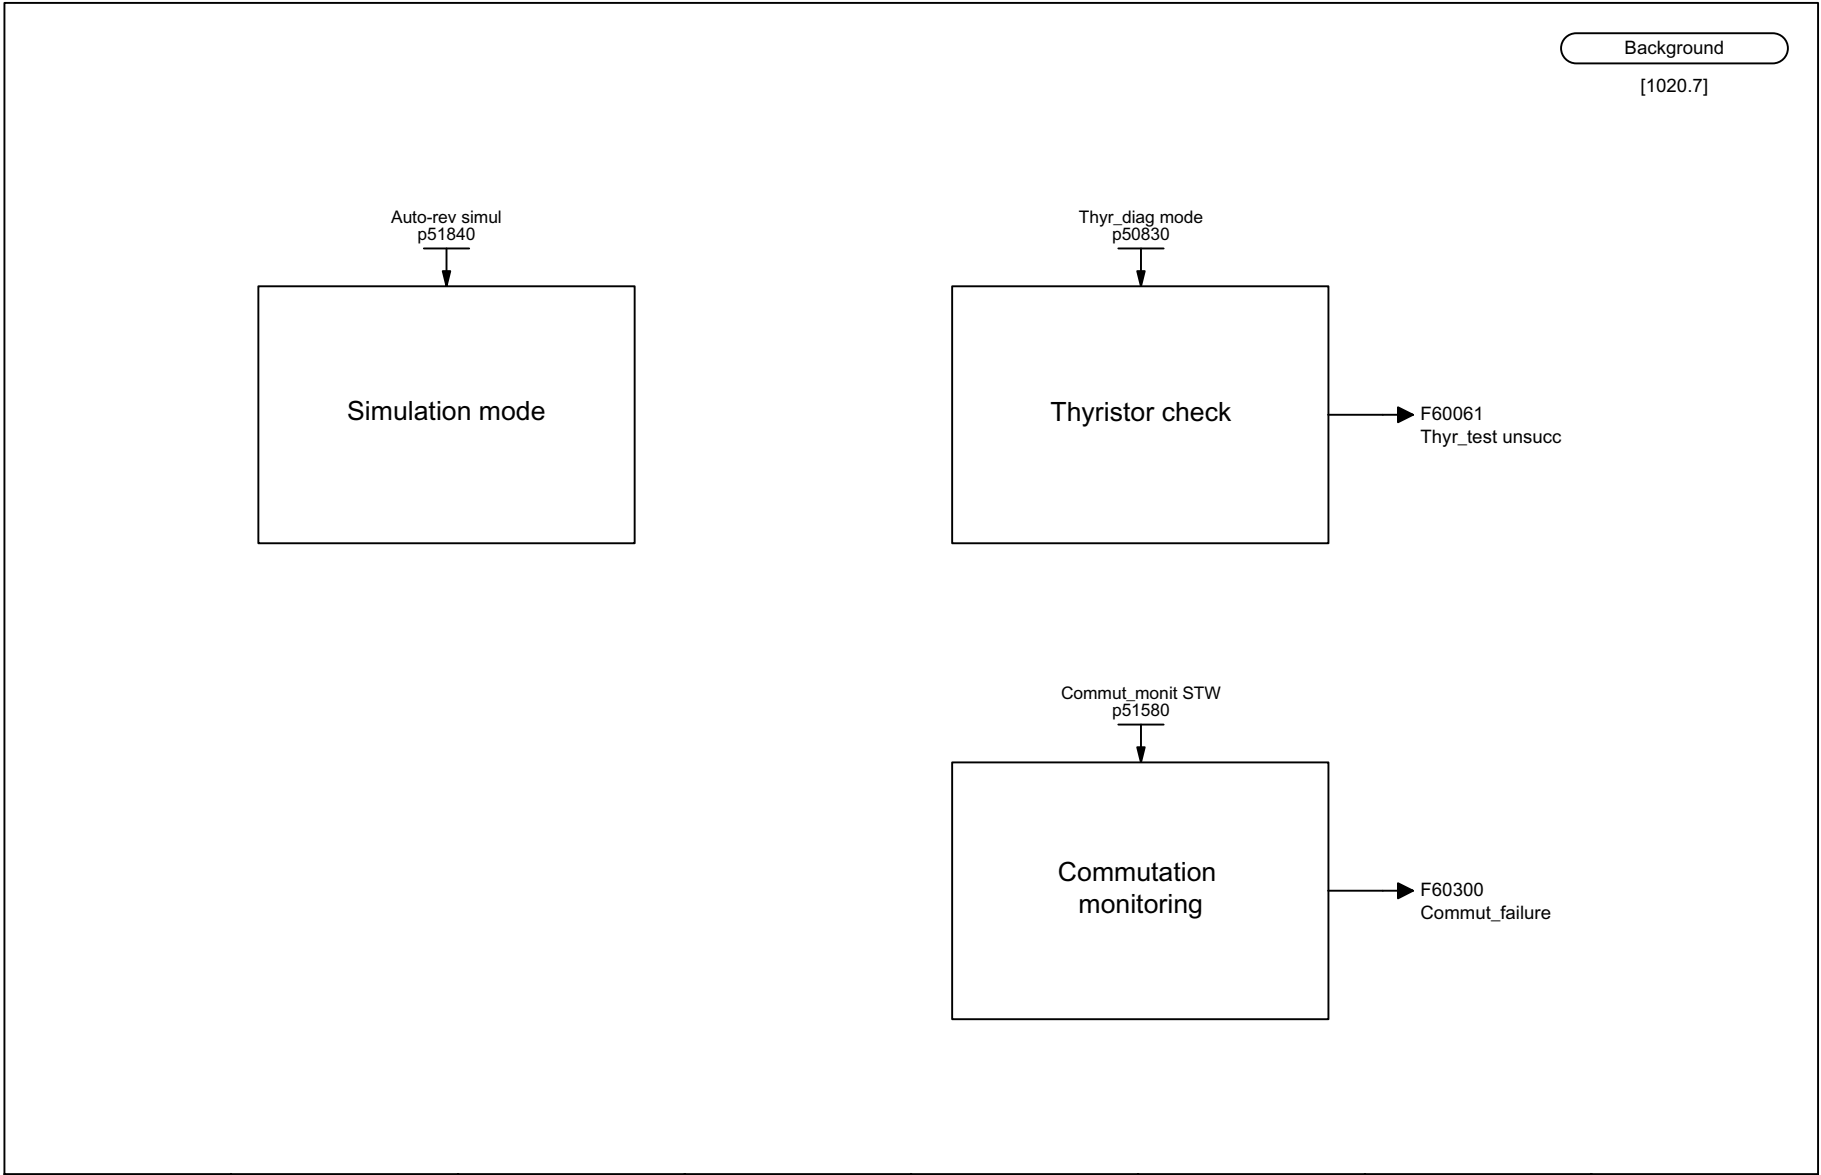 Background
[1020.7]
Auto-rev simul
p51840
Thyr_diag mode
p50830
Simulation mode
Thyristor check
F60061
Thyr_test unsucc
Commut_monit STW
p51580
Commutation
monitoring
F60300
Commut_failure